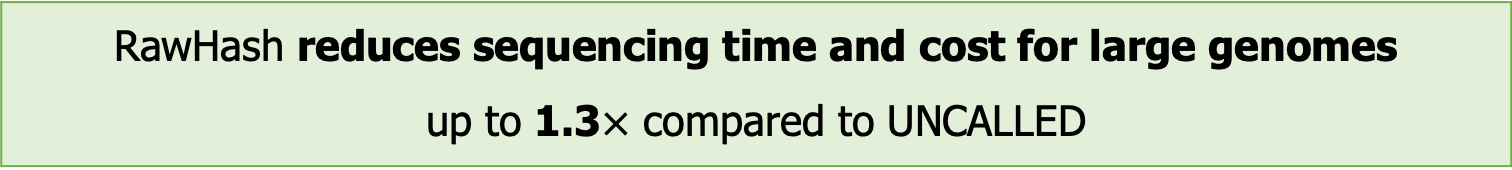 RawHash reduces sequencing time and cost for large genomes
up to 1.3× compared to UNCALLED